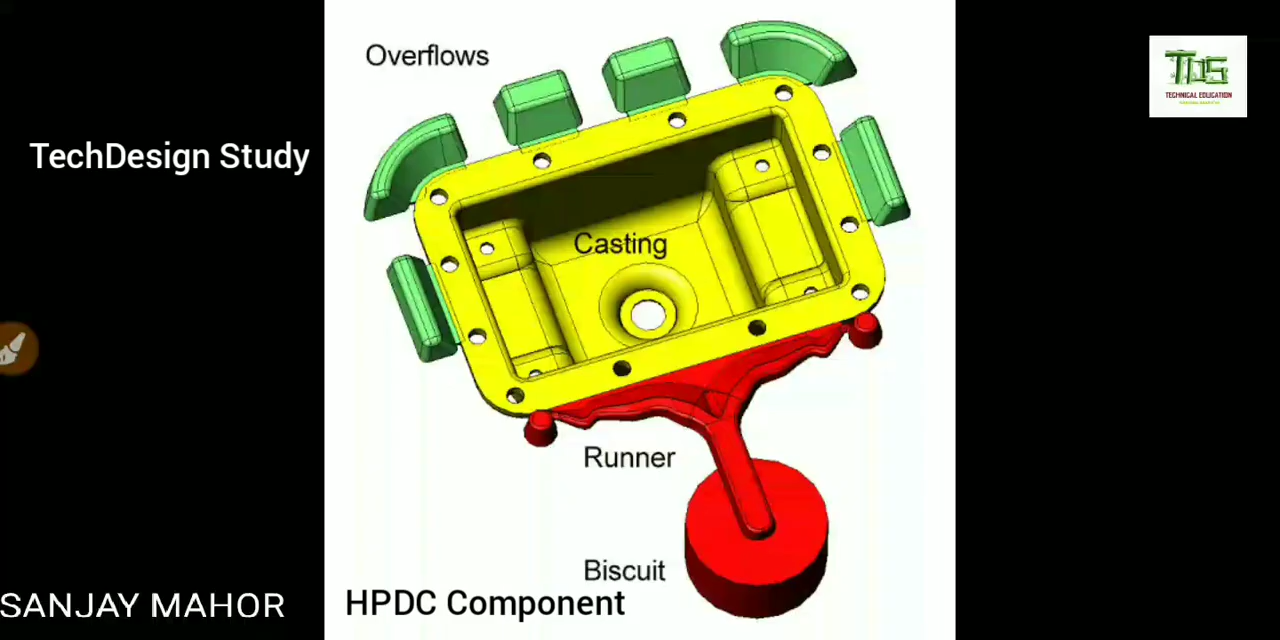 Overflows
TechDesign Study
TDS
TECHNICAL EDUCATION
Casting
Runner
Biscuit
SANJAY MAHOR
HPDC Component